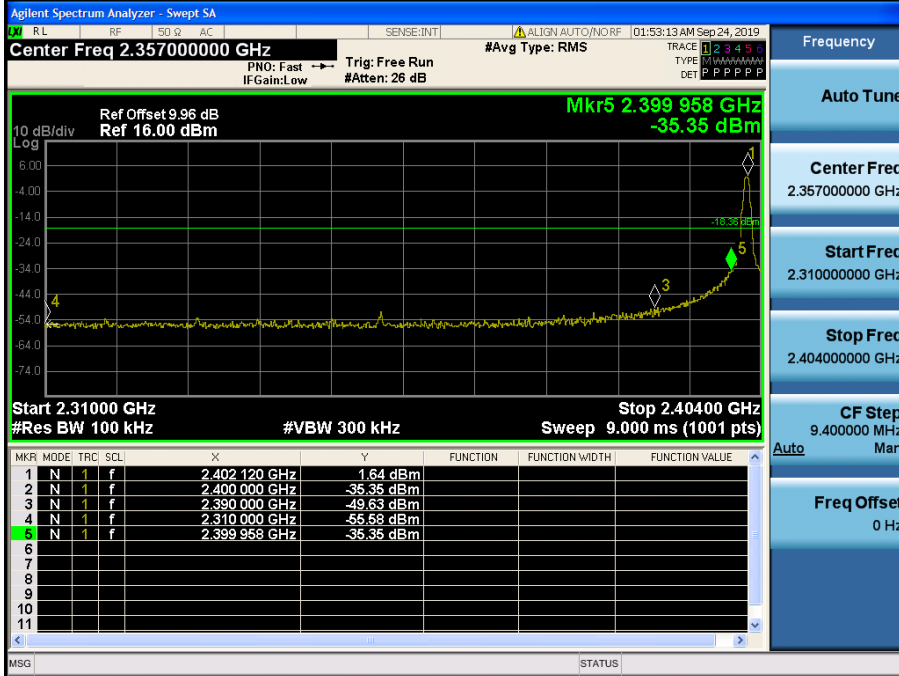 Agilent Spectrum Analyzer - Swept SA
LXI RL RF 50 Ω AC SENSE:INT ALIGN AUTO/NO RF 01:53:13 AM Sep 24, 2019
Center Freq 2.357000000 GHz #Avg Type: RMS TRACE 1 2 3 4 5 6
PNO: Fast Trig: Free Run TYPE M WWWWW
IFGain:Low #Atten: 26 dB DET P P P P P P
Mkr5 2.399 958 GHz
Ref Offset 9.96 dB
10 dB/div Ref 16.00 dBm -35.35 dBm
Log
1
6.00
-4.00
-14.0
-18.36 dBm
-24.0
5
-34.0
3
-44.0
4
-54.0
-64.0
-74.0
Start 2.31000 GHz Stop 2.40400 GHz
#Res BW 100 kHz #VBW 300 kHz Sweep 9.000 ms (1001 pts)
MKR MODE TRC SCL X Y FUNCTION FUNCTION WIDTH FUNCTION VALUE
1 N 1 f 2.402 120 GHz 1.64 dBm
2 N 1 f 2.400 000 GHz -35.35 dBm
3 N 1 f 2.390 000 GHz -49.63 dBm
4 N 1 f 2.310 000 GHz -55.58 dBm
5 N 1 f 2.399 958 GHz -35.35 dBm
6
7
8
9
10
11
MSG STATUS
Frequency
Auto Tune
Center Freq
2.357000000 GHz
Start Freq
2.310000000 GHz
Stop Freq
2.404000000 GHz
CF Step
9.400000 MHz
Auto Man
Freq Offset
0 Hz